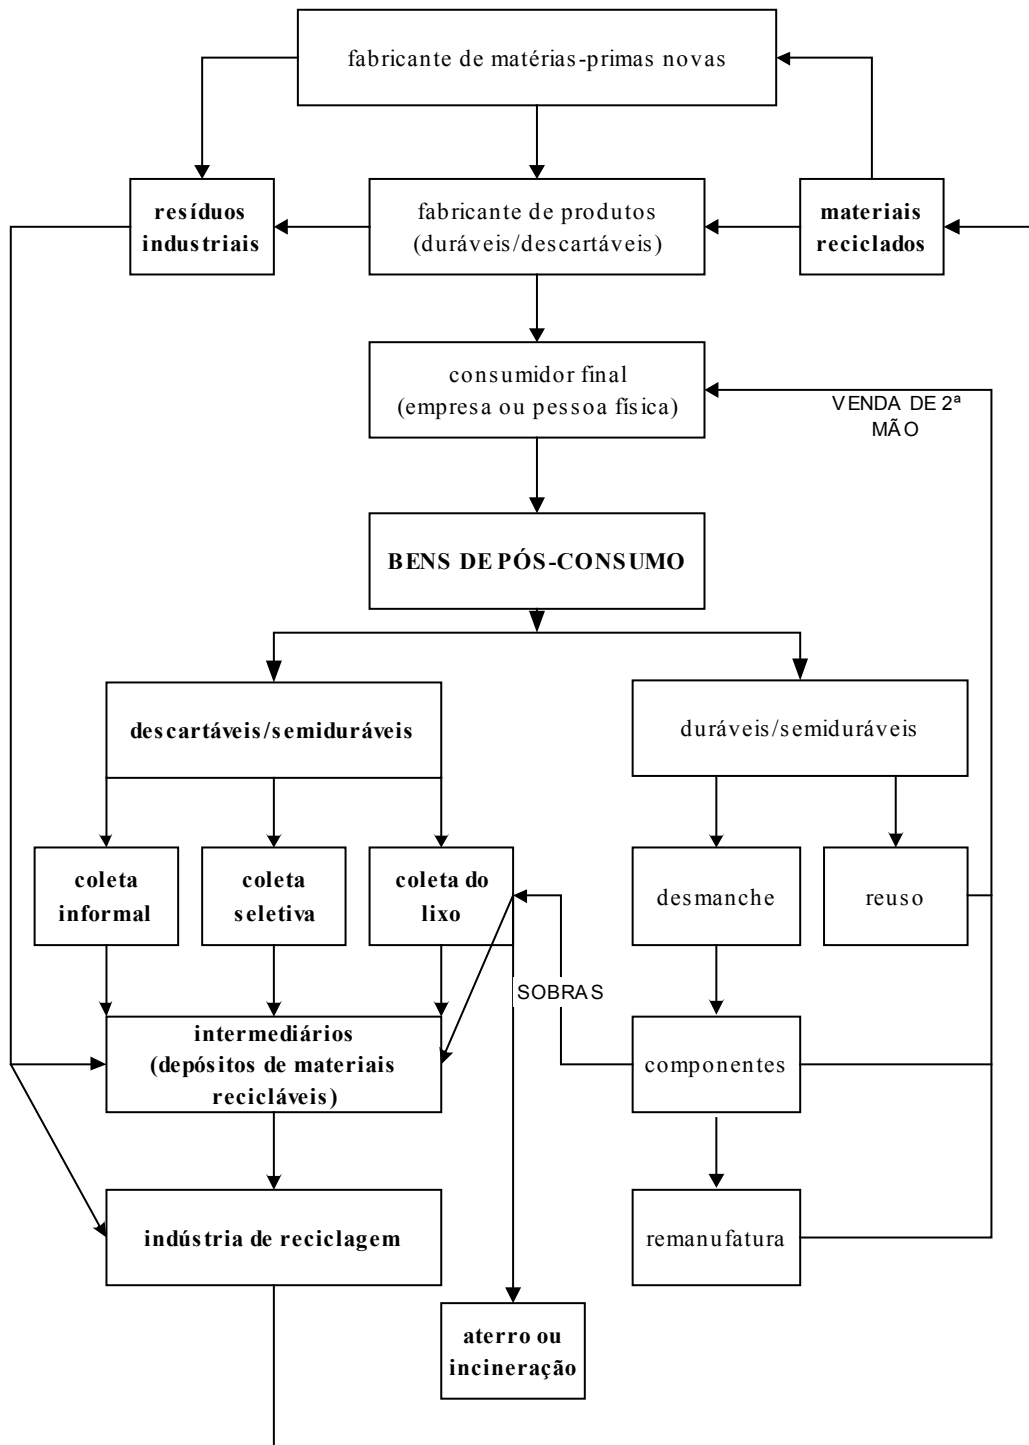 fabricante de matérias-primas novas
resíduos
industriais
fabricante de produtos
(duráveis/descartáveis)
materiais
reciclados
consumidor final
(empresa ou pessoa física)
VENDA DE 2ª
MÃO
BENS DE PÓS-CONSUMO
descartáveis/semiduráveis
duráveis/semiduráveis
coleta
informal
coleta
seletiva
coleta do
lixo
desmanche
reuso
SOBRAS
intermediários
(depósitos de materiais
recicláveis)
componentes
indústria de reciclagem
remanufatura
aterro ou
incineração